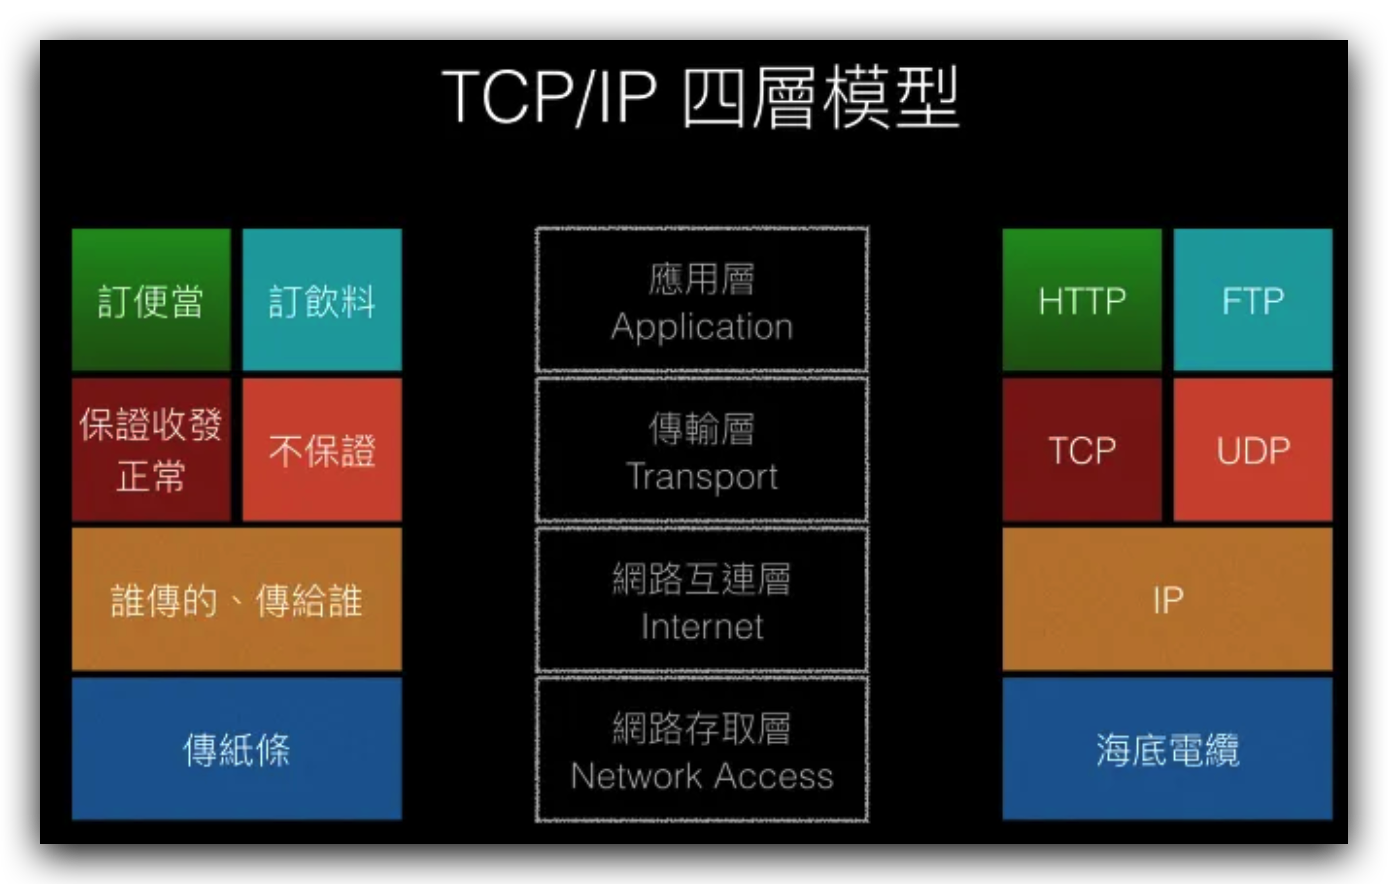 TCP/IP 四層模型
訂便當
訂飲料
應用層
Application
HTTP
FTP
保證收發
正常
不保證
傳輸層
Transport
TCP
UDP
誰傳的、傳給誰
網路互連層
Internet
IP
傳紙條
網路存取層
Network Access
海底電纜